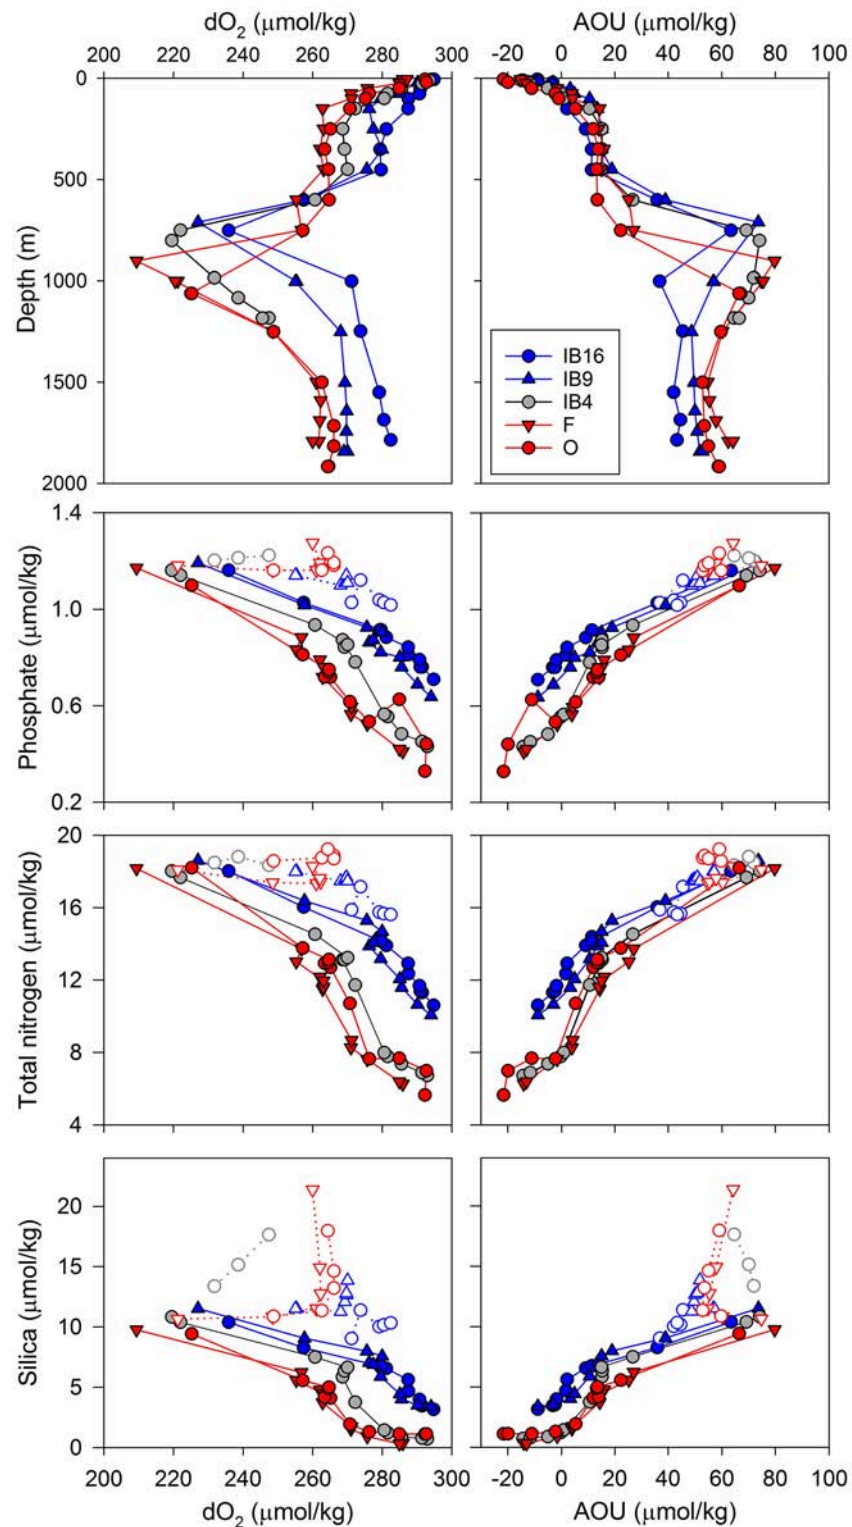 dO2 (μmol/kg) AOU (μmol/kg)
200 220 240 260 280 300 -20 0 20 40 60 80 100
0
500
1000
1500
2000
Depth (m)
IB16
IB9
IB4
F
O
1.4
1.0
0.6
0.2
Phosphate (μmol/kg)
20
16
12
8
4
Total nitrogen (μmol/kg)
20
15
10
5
0
Silica (μmol/kg)
200 220 240 260 280 300 -20 0 20 40 60 80 100
dO2 (μmol/kg) AOU (μmol/kg)